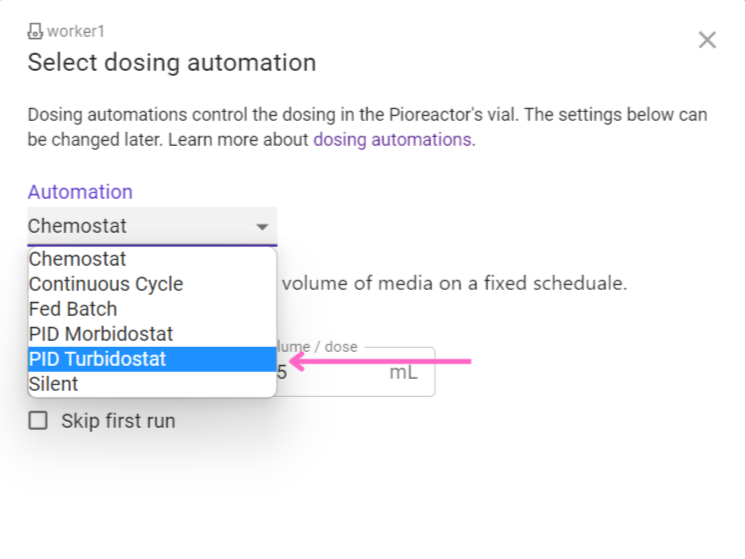 worker1
Select dosing automation
Dosing automations control the dosing in the Pioreactor's vial. The settings below can
be changed later. Learn more about dosing automations.
Automation
Chemostat
Chemostat
Continuous Cycle
volume of media on a fixed scheduale.
Fed Batch
PID Morbidostat
PID Turbidostat
/ dose
5
mL
Silent
Skip first run